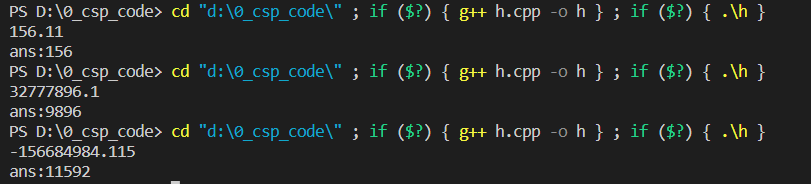 PS D:\0_csp_code> cd "d:\0_csp_code\" ; if ($?) { g++ h.cpp -o h } ; if ($?) { .\h }
156.11
ans:156
PS D:\0_csp_code> cd "d:\0_csp_code\" ; if ($?) { g++ h.cpp -o h } ; if ($?) { .\h }
32777896.1
ans:9896
PS D:\0_csp_code> cd "d:\0_csp_code\" ; if ($?) { g++ h.cpp -o h } ; if ($?) { .\h }
-156684984.115
ans:11592